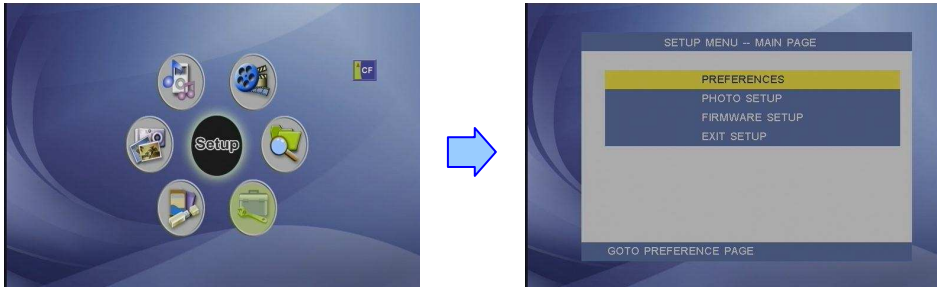 CF
Setup
SETUP MENU – MAIN PAGE
PREFERENCES
PHOTO SETUP
FIRMWARE SETUP
EXIT SETUP
GOTO PREFERENCE PAGE